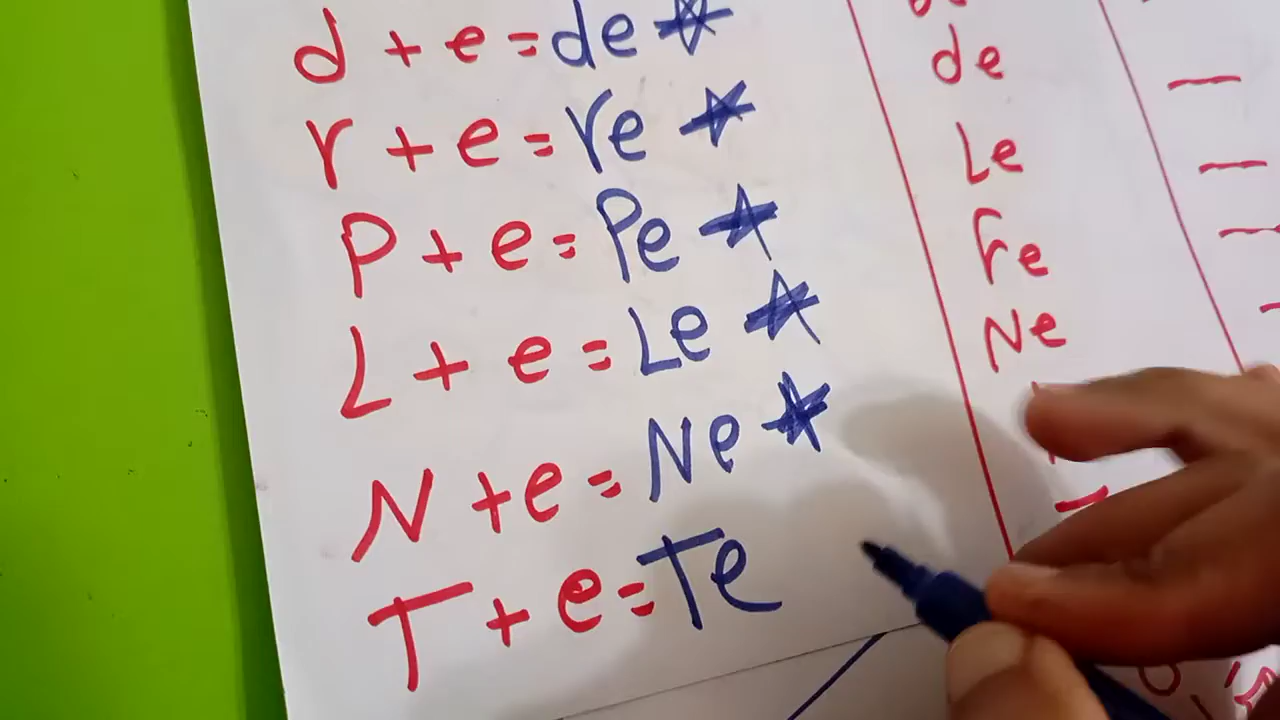 d + e = de
r + e = re
P + e = Pe
L + e = Le
N + e = Ne
T + e = Te
de
Le
re
Ne